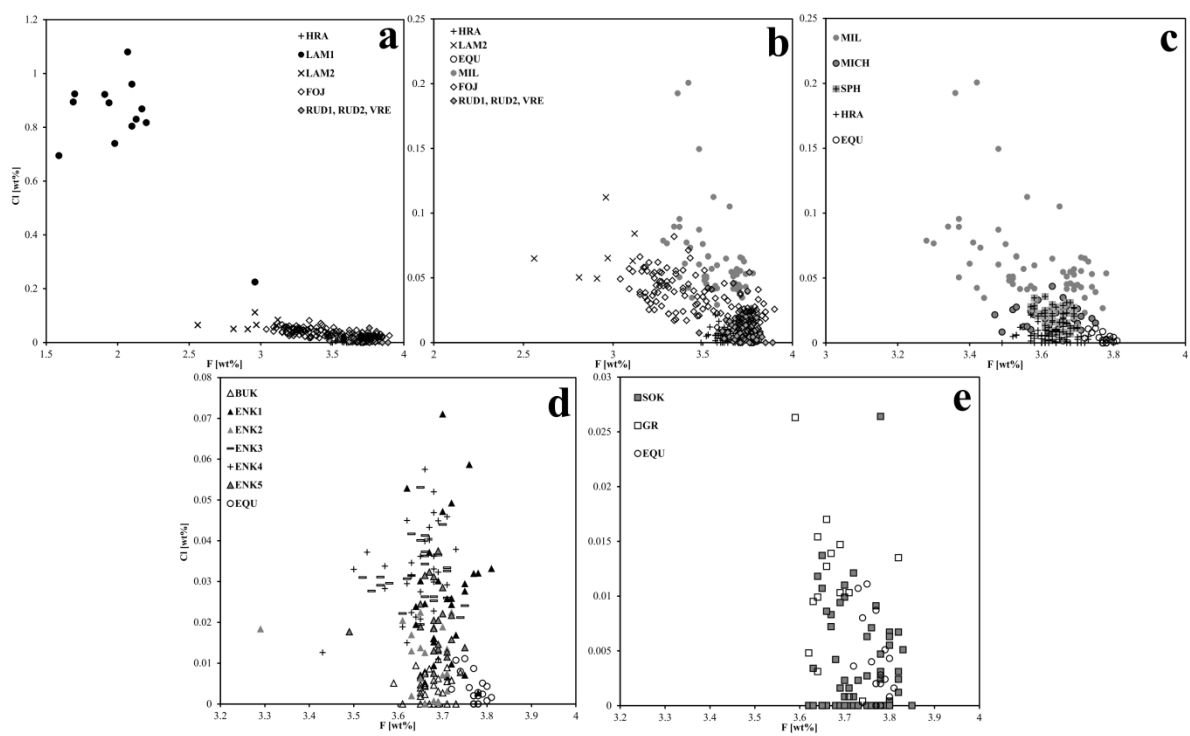 a
1.2
1
0.8
0.6
0.4
0.2
0
Cl [wt%]
HRA
LAM1
LAM2
FOJ
RUD1, RUD2, VRE
1.5 2 2.5 3 3.5 4
F [wt%]
b
0.25
0.2
0.15
0.1
0.05
0
HRA
LAM2
EQU
MIL
FOJ
RUD1, RUD2, VRE
2 2.5 3 3.5 4
F [wt%]
c
0.25
0.2
0.15
0.1
0.05
0
MIL
MICH
SPH
HRA
EQU
3 3.2 3.4 3.6 3.8 4
F [wt%]
d
0.08
0.07
0.06
0.05
0.04
0.03
0.02
0.01
0
Cl [wt%]
BUK
ENK1
ENK2
ENK3
ENK4
ENK5
EQU
3.2 3.3 3.4 3.5 3.6 3.7 3.8 3.9 4
F [wt%]
e
0.03
0.025
0.02
0.015
0.01
0.005
0
SOK
GR
EQU
3.2 3.3 3.4 3.5 3.6 3.7 3.8 3.9 4
F [wt%]